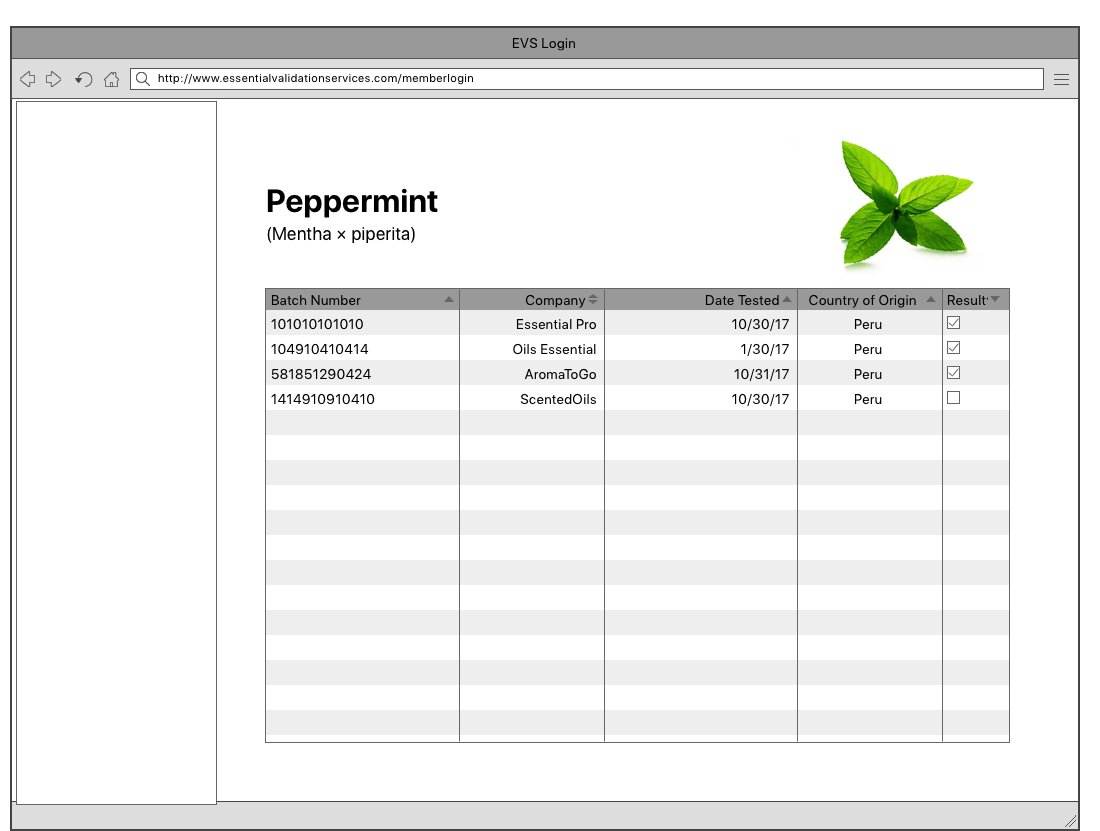 EVS Login
http://www.essentialvalidationservices.com/memberlogin
Peppermint
(Mentha × piperita)
Batch Number Company Date Tested Country of Origin Result
101010101010 Essential Pro 10/30/17 Peru
104910410414 Oils Essential 1/30/17 Peru
581851290424 AromaToGo 10/31/17 Peru
1414910910410 ScentedOils 10/30/17 Peru